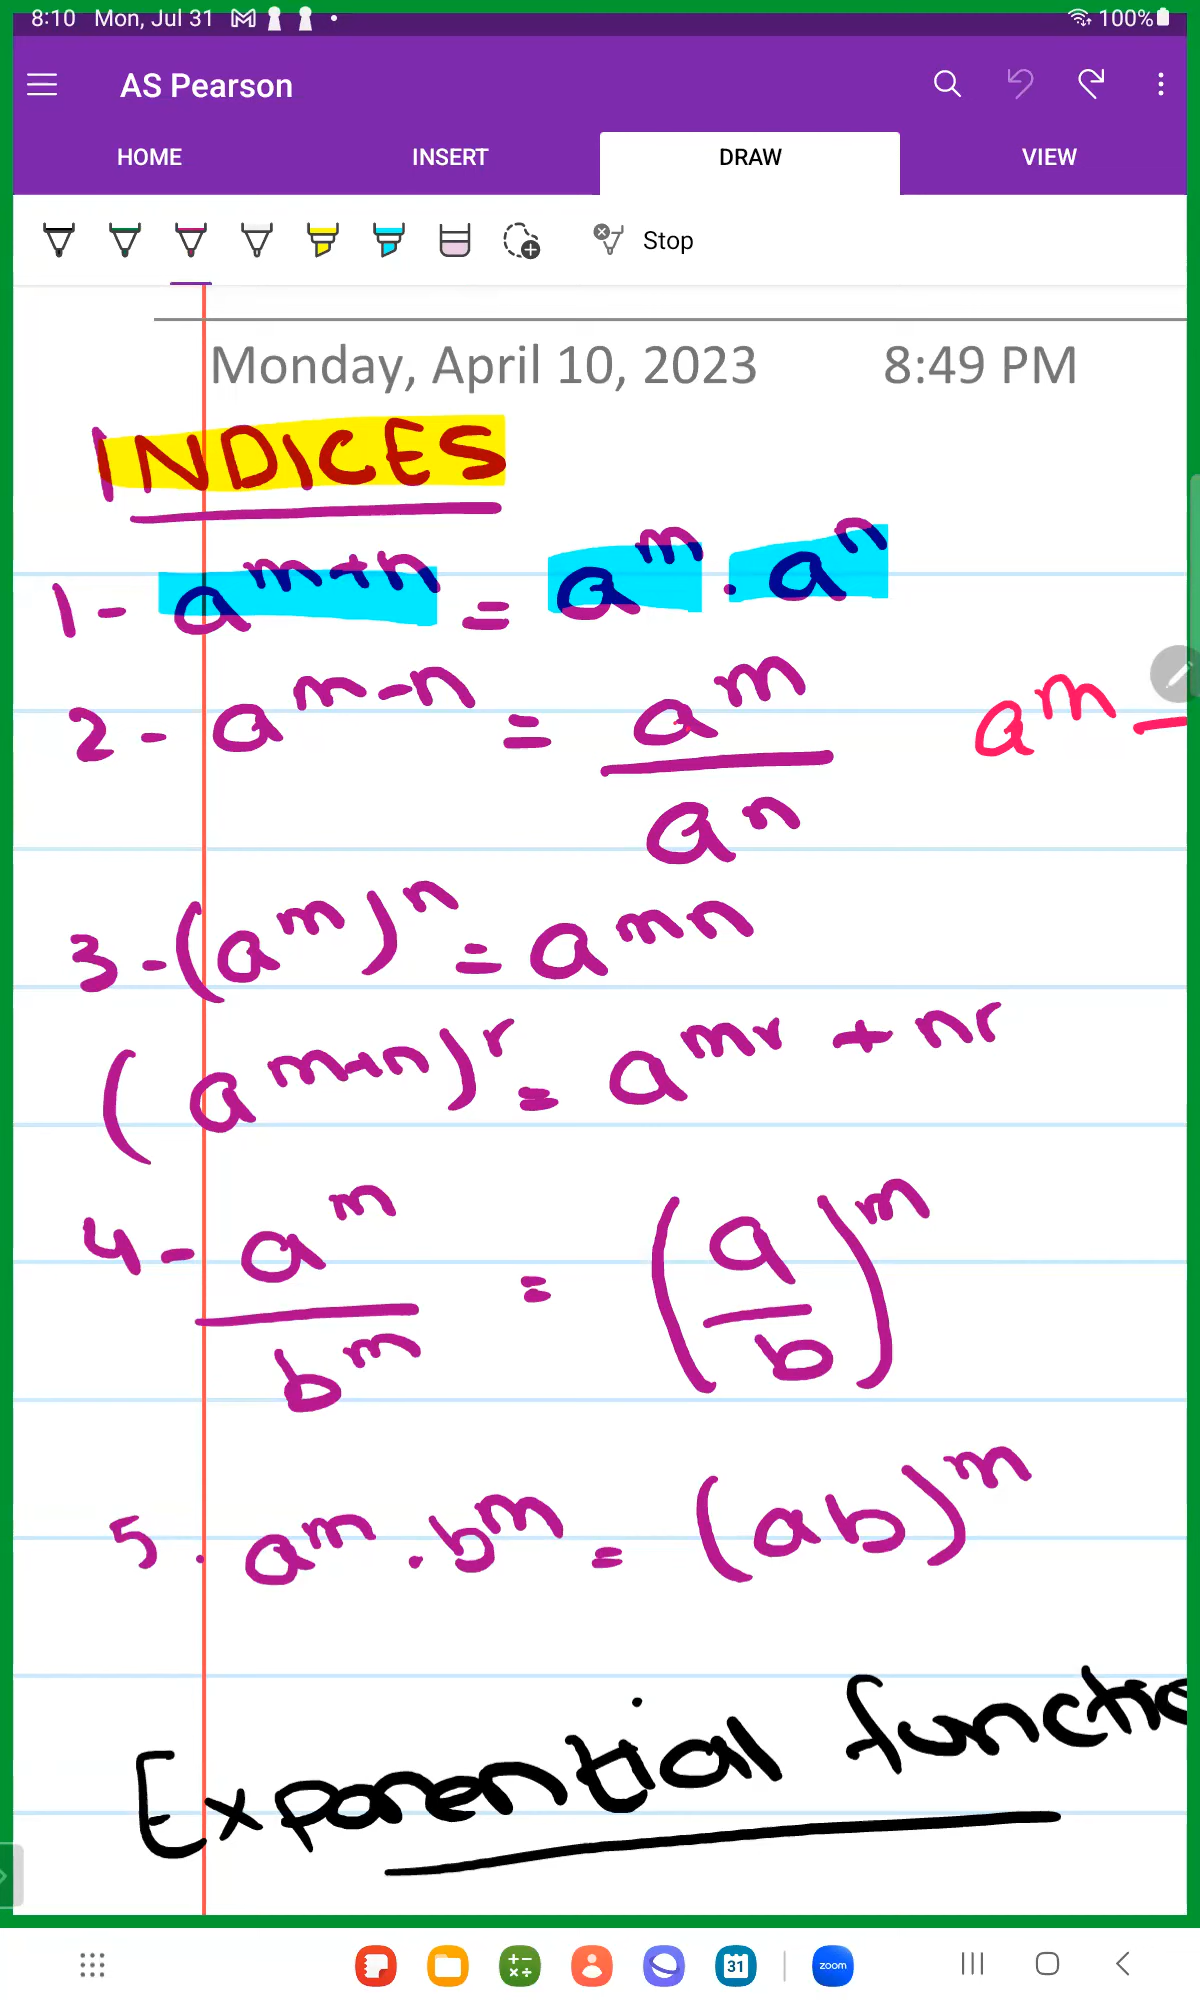 8:10 Mon, Jul 31 100%
AS Pearson
HOME INSERT DRAW VIEW
Stop
Monday, April 10, 2023 8:49 PM
INDICES
1- a^{m+n} = a^m . a^n
2- a^{m-n} = a^m / a^n a^m -
3- (a^m)^n = a^{mn}
(a^{m+n})^r = a^{mr + nr}
4- a^m / b^m = (a/b)^m
5. a^m . b^m = (ab)^m
Exponential functio
31 zoom